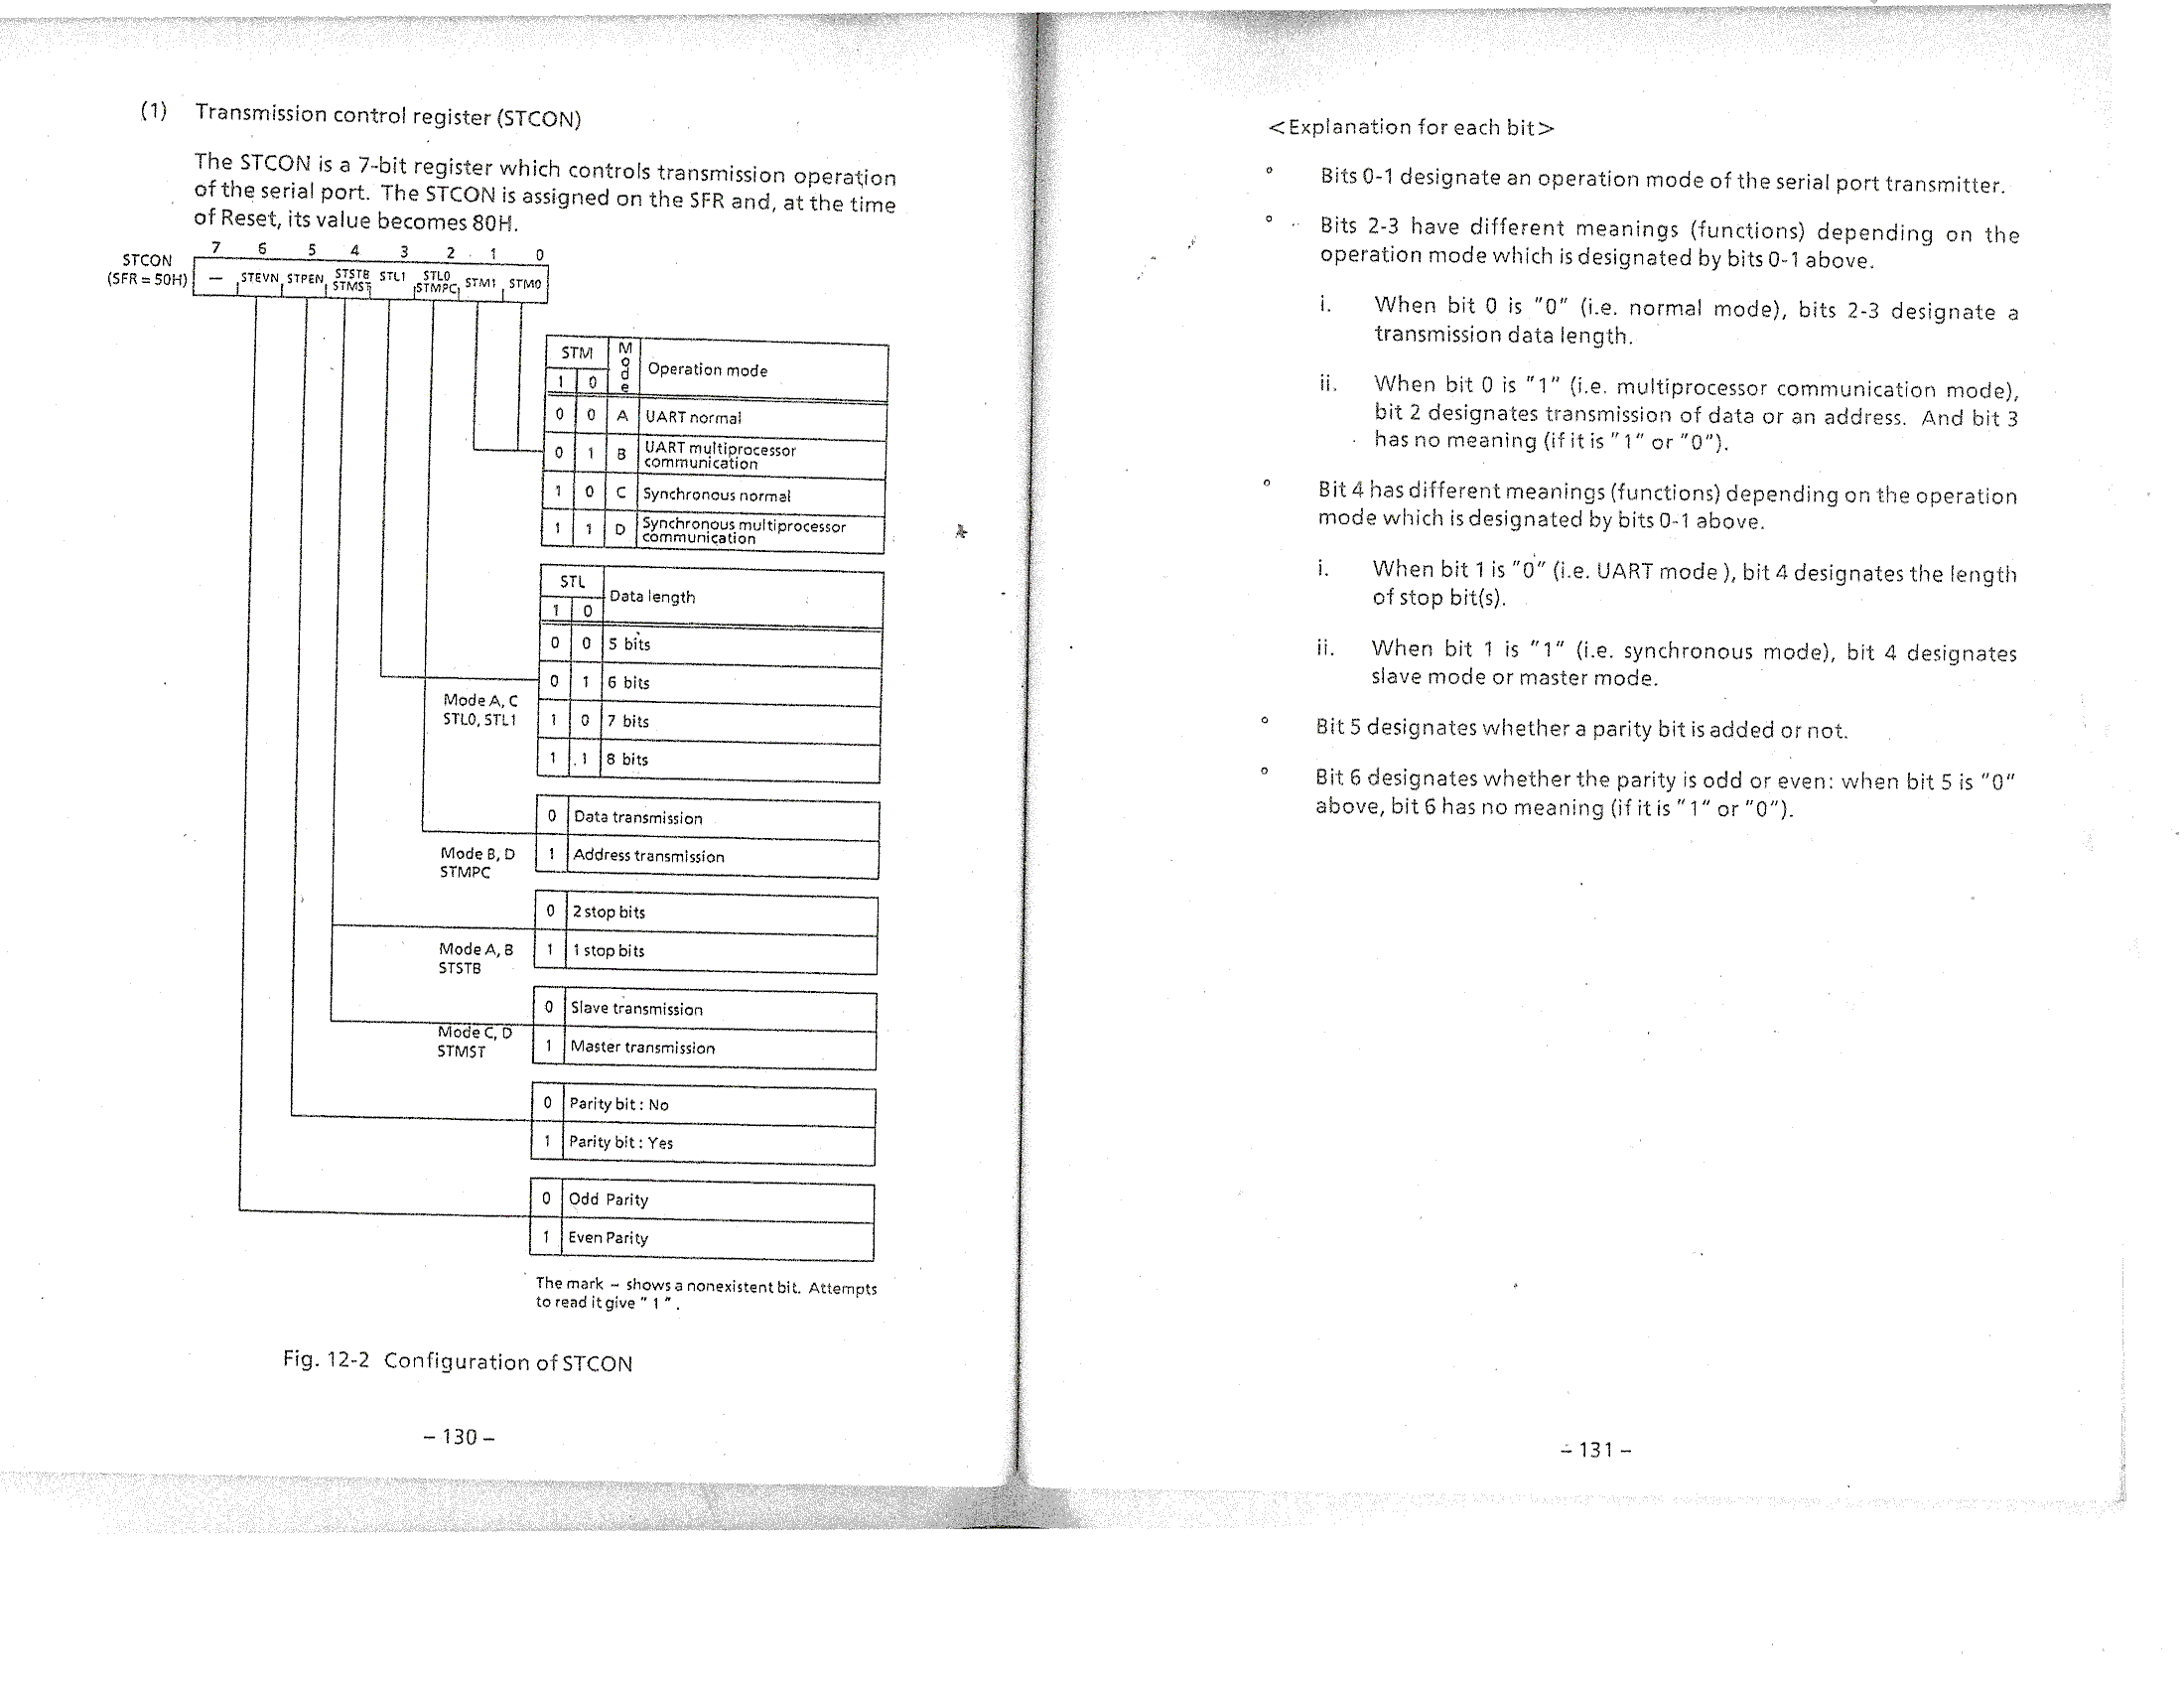 (1) Transmission control register (STCON)
The STCON is a 7-bit register which controls transmission operation
of the serial port. The STCON is assigned on the SFR and, at the time
of Reset, its value becomes 80H.
7 6 5 4 3 2 1 0
STCON
(SFR = 50H)
— STEVN STPEN STSTB STMST STL1 STL0 STMPC STM1 STM0
STM Mode Operation mode
1 0
0 0 A UART normal
0 1 B UART multiprocessor
communication
1 0 C Synchronous normal
1 1 D Synchronous multiprocessor
communication
STL Data length
1 0
0 0 5 bits
0 1 6 bits
Mode A, C
STL0, STL1
1 0 7 bits
1 1 8 bits
0 Data transmission
1 Address transmission
Mode B, D
STMPC
0 2 stop bits
1 1 stop bits
Mode A, B
STSTB
0 Slave transmission
1 Master transmission
Mode C, D
STMST
0 Parity bit : No
1 Parity bit : Yes
0 Odd Parity
1 Even Parity
The mark – shows a nonexistent bit. Attempts
to read it give " 1 ".
Fig. 12-2 Configuration of STCON
– 130 –
<Explanation for each bit>
° Bits 0-1 designate an operation mode of the serial port transmitter.
° Bits 2-3 have different meanings (functions) depending on the
operation mode which is designated by bits 0-1 above.
i. When bit 0 is "0" (i.e. normal mode), bits 2-3 designate a
transmission data length.
ii. When bit 0 is "1" (i.e. multiprocessor communication mode),
bit 2 designates transmission of data or an address. And bit 3
has no meaning (if it is "1" or "0").
° Bit 4 has different meanings (functions) depending on the operation
mode which is designated by bits 0-1 above.
i. When bit 1 is "0" (i.e. UART mode ), bit 4 designates the length
of stop bit(s).
ii. When bit 1 is "1" (i.e. synchronous mode), bit 4 designates
slave mode or master mode.
° Bit 5 designates whether a parity bit is added or not.
° Bit 6 designates whether the parity is odd or even: when bit 5 is "0"
above, bit 6 has no meaning (if it is "1" or "0").
– 131 –